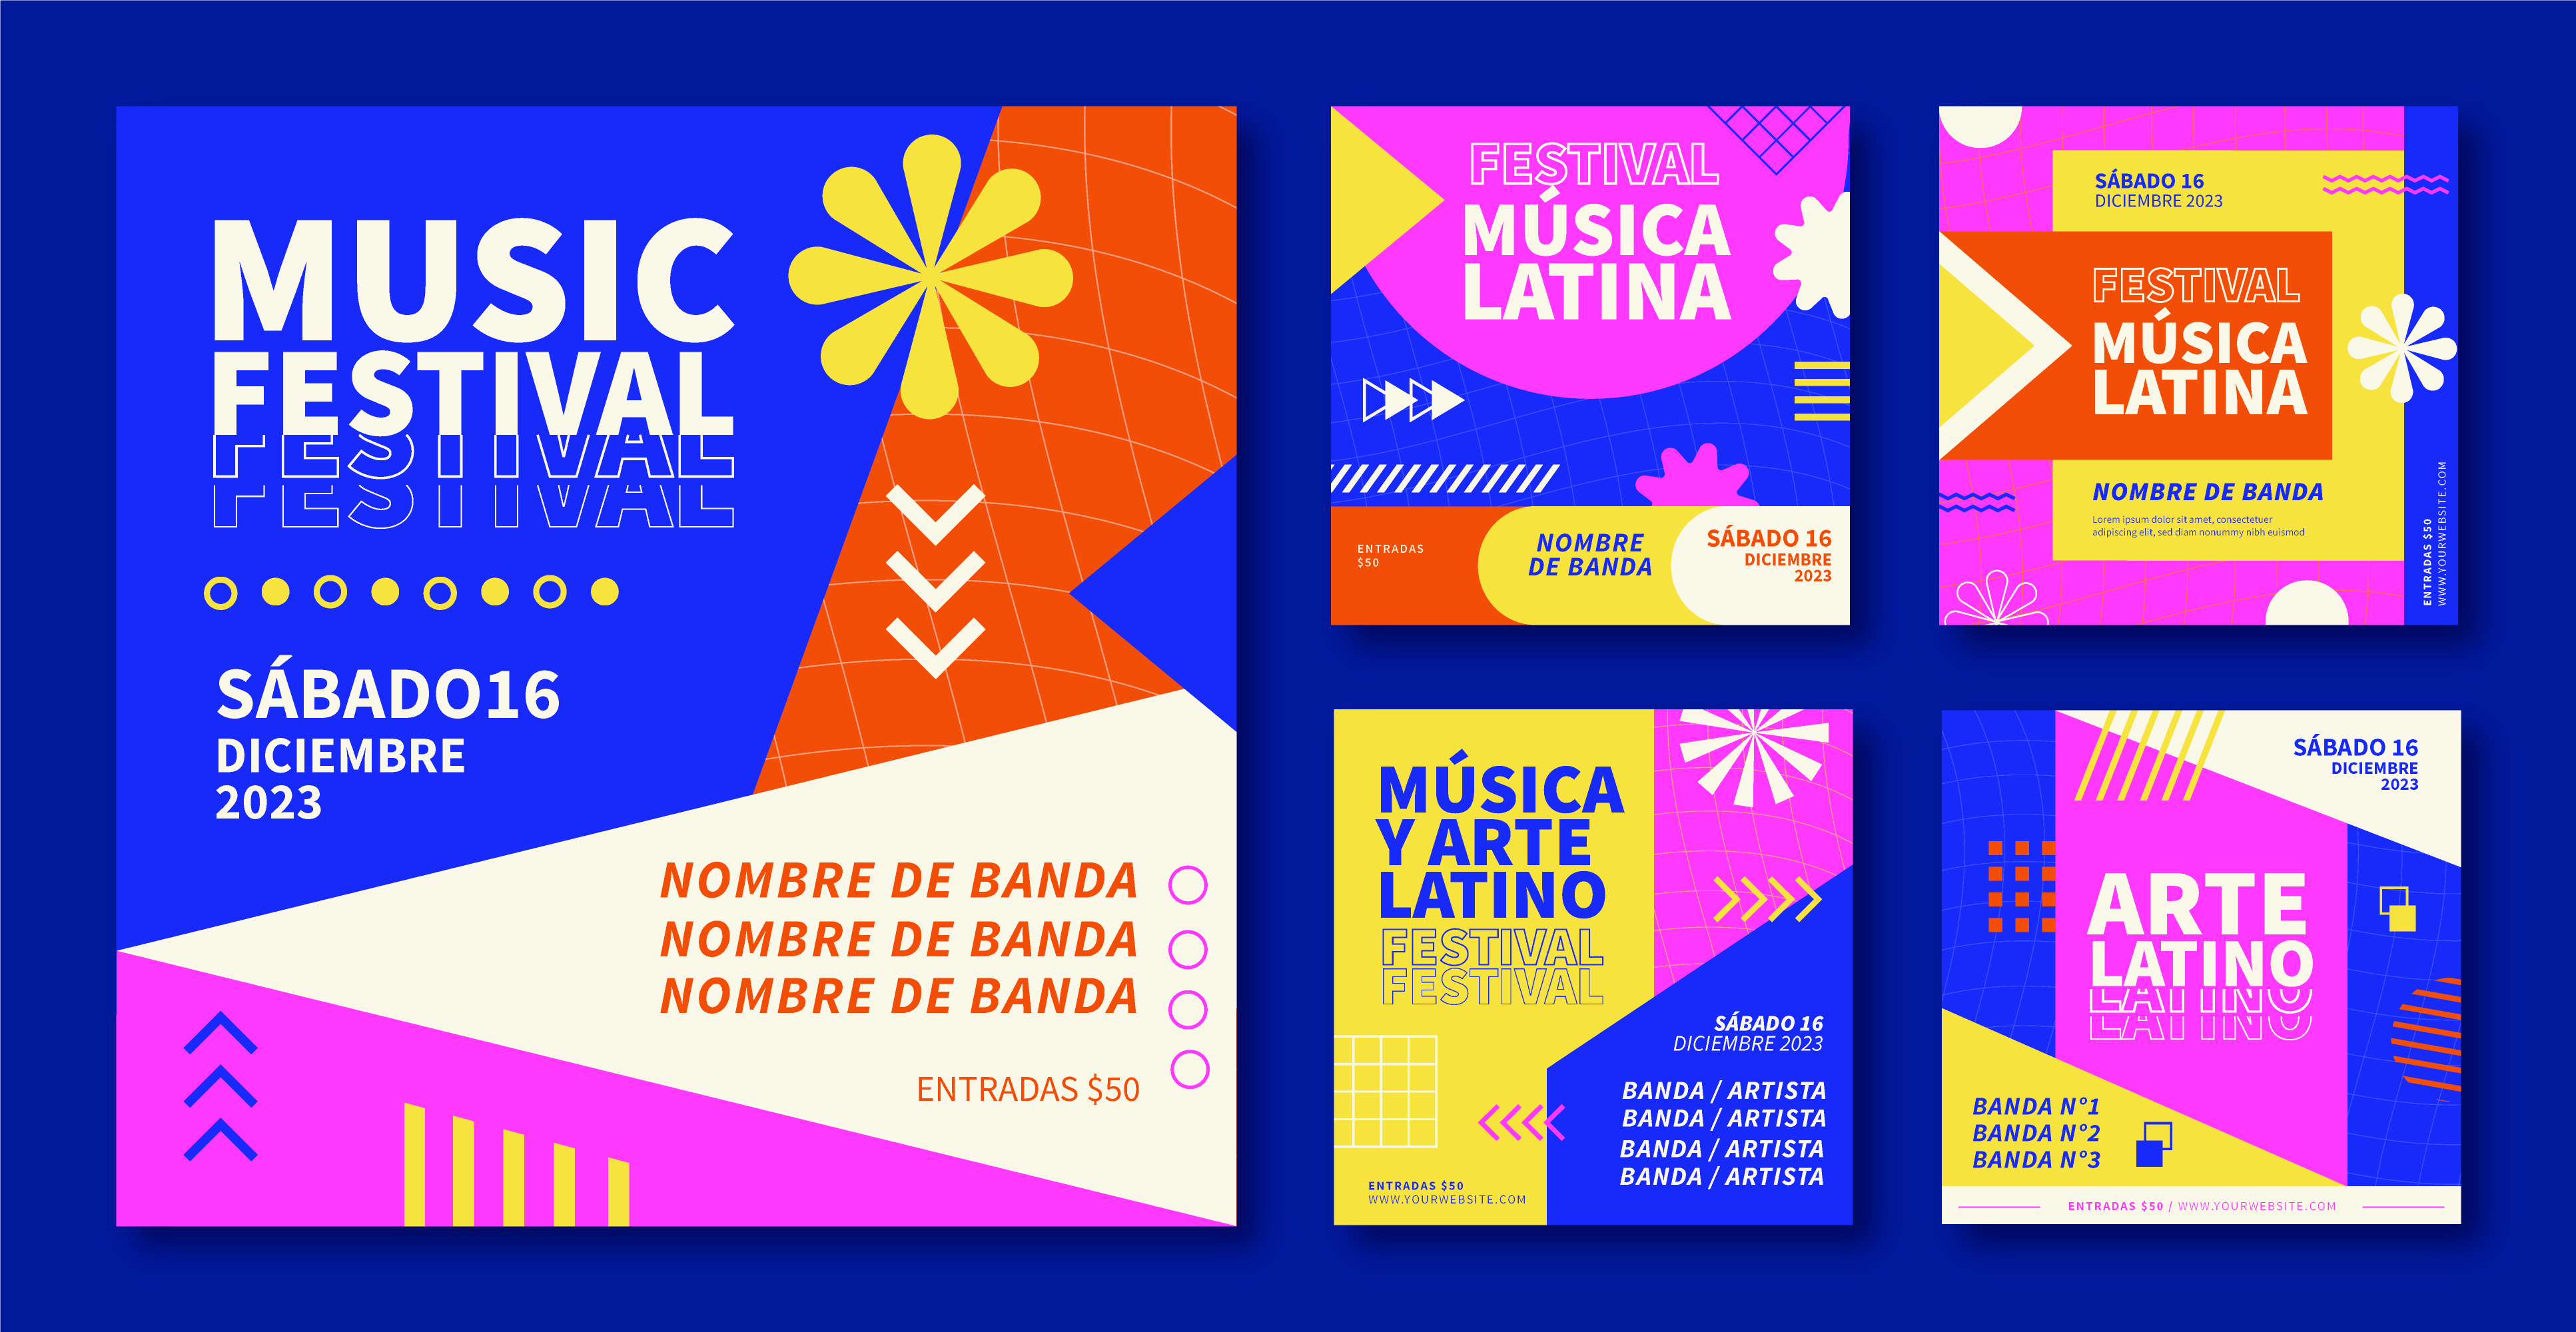 MUSIC
FESTIVAL
FESTIVAL
FESTIVAL
SÁBADO16
DICIEMBRE
2023
NOMBRE DE BANDA
NOMBRE DE BANDA
NOMBRE DE BANDA
ENTRADAS $50
FESTIVAL
MÚSICA
LATINA
ENTRADAS
$50
NOMBRE
DE BANDA
SÁBADO 16
DICIEMBRE
2023
SÁBADO 16
DICIEMBRE 2023
FESTIVAL
MÚSICA
LATINA
NOMBRE DE BANDA
Lorem ipsum dolor sit amet, consectetuer
adipiscing elit, sed diam nonummy nibh euismod
ENTRADAS $50
WWW.YOURWEBSITE.COM
MÚSICA
Y ARTE
LATINO
FESTIVAL
FESTIVAL
SÁBADO 16
DICIEMBRE 2023
BANDA / ARTISTA
BANDA / ARTISTA
BANDA / ARTISTA
BANDA / ARTISTA
ENTRADAS $50
WWW.YOURWEBSITE.COM
SÁBADO 16
DICIEMBRE
2023
ARTE
LATINO
LATINO
LATINO
BANDA N°1
BANDA N°2
BANDA N°3
ENTRADAS $50 / WWW.YOURWEBSITE.COM